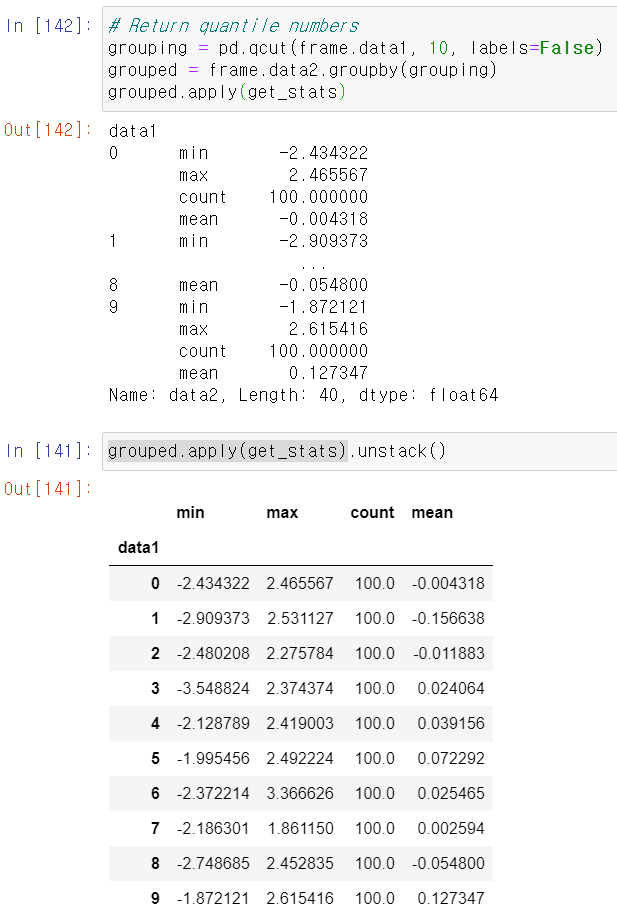 In [142]: # Return quantile numbers
grouping = pd.qcut(frame.data1, 10, labels=False)
grouped = frame.data2.groupby(grouping)
grouped.apply(get_stats)
Out[142]: data1
0 min -2.434322
max 2.465567
count 100.000000
mean -0.004318
1 min -2.909373
...
8 mean -0.054800
9 min -1.872121
max 2.615416
count 100.000000
mean 0.127347
Name: data2, Length: 40, dtype: float64
In [141]: grouped.apply(get_stats).unstack()
Out[141]:
min max count mean
data1
0 -2.434322 2.465567 100.0 -0.004318
1 -2.909373 2.531127 100.0 -0.156638
2 -2.480208 2.275784 100.0 -0.011883
3 -3.548824 2.374374 100.0 0.024064
4 -2.128789 2.419003 100.0 0.039156
5 -1.995456 2.492224 100.0 0.072292
6 -2.372214 3.366626 100.0 0.025465
7 -2.186301 1.861150 100.0 0.002594
8 -2.748685 2.452835 100.0 -0.054800
9 -1.872121 2.615416 100.0 0.127347